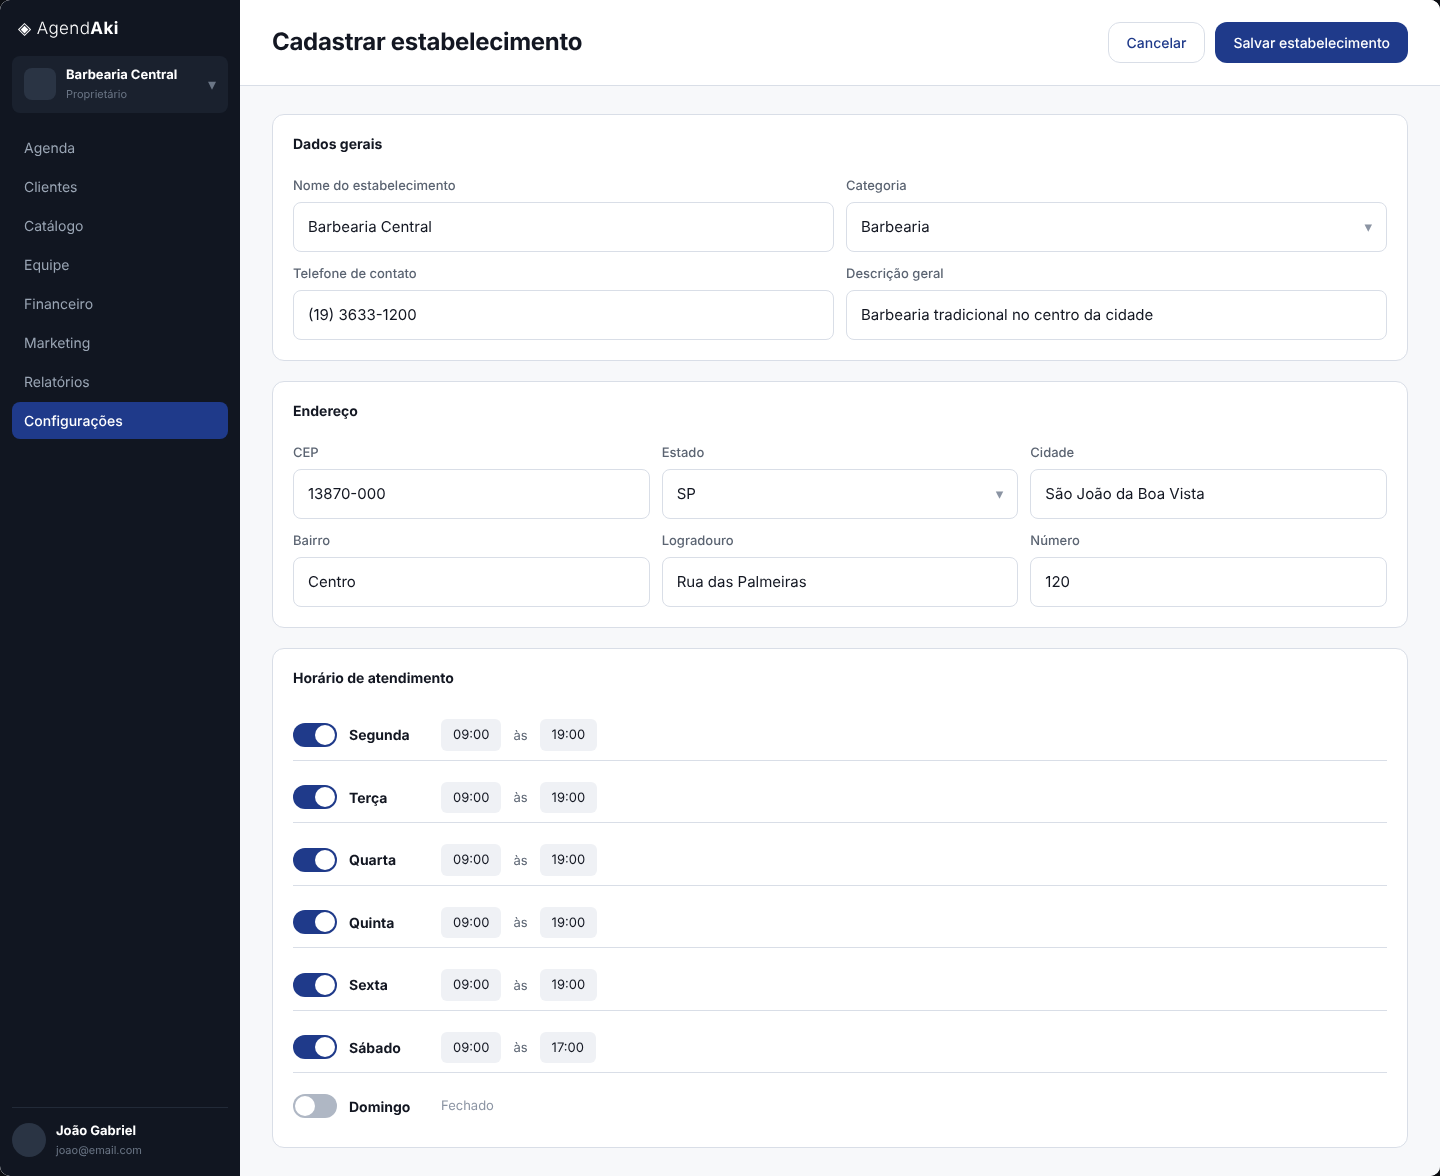 ◈ AgendAki
Barbearia Central
Proprietário
▼
Agenda
Clientes
Catálogo
Equipe
Financeiro
Marketing
Relatórios
Configurações
João Gabriel
joao@email.com
Cadastrar estabelecimento
Cancelar
Salvar estabelecimento
Dados gerais
Nome do estabelecimento
Barbearia Central
Categoria
Barbearia ▼
Telefone de contato
(19) 3633-1200
Descrição geral
Barbearia tradicional no centro da cidade
Endereço
CEP
13870-000
Estado
SP ▼
Cidade
São João da Boa Vista
Bairro
Centro
Logradouro
Rua das Palmeiras
Número
120
Horário de atendimento
Segunda 09:00 às 19:00
Terça 09:00 às 19:00
Quarta 09:00 às 19:00
Quinta 09:00 às 19:00
Sexta 09:00 às 19:00
Sábado 09:00 às 17:00
Domingo Fechado